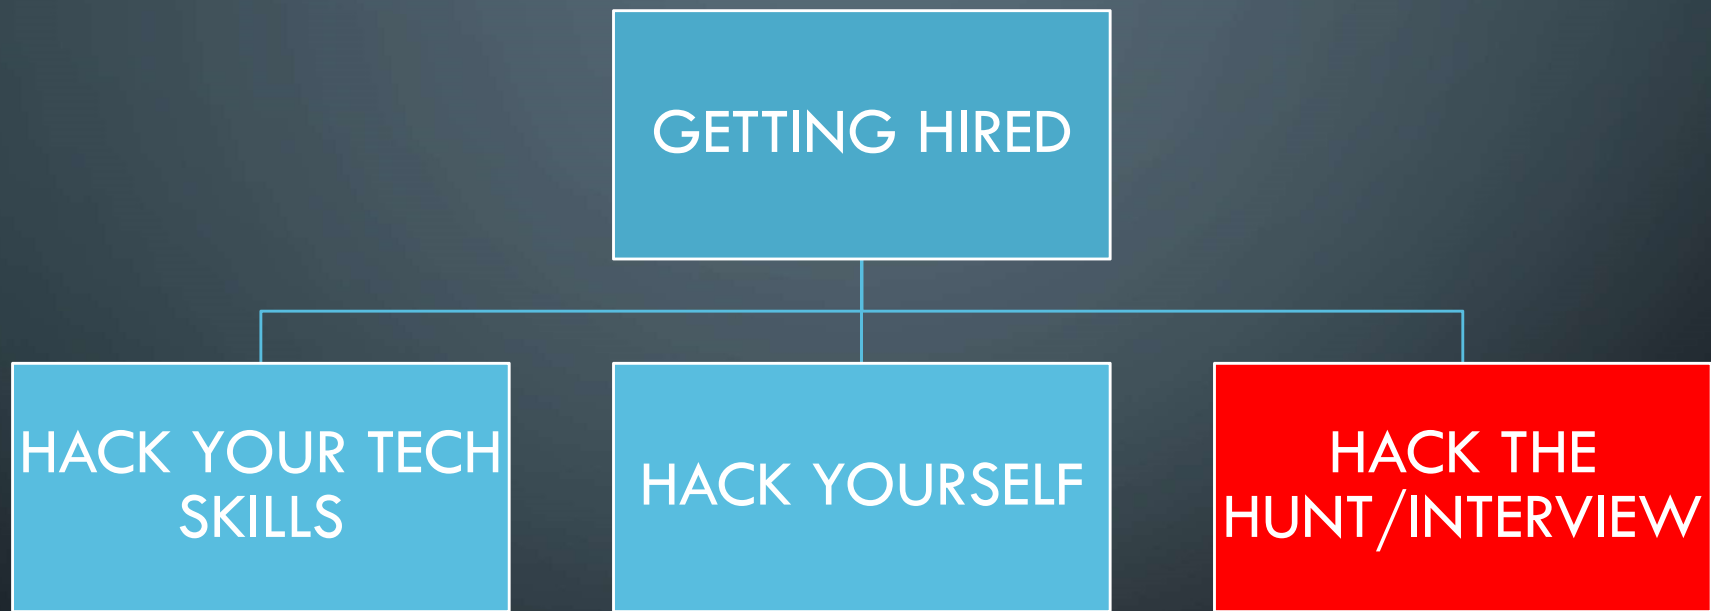 GETTING HIRED
HACK YOUR TECH
SKILLS
HACK YOURSELF
HACK THE
HUNT/INTERVIEW